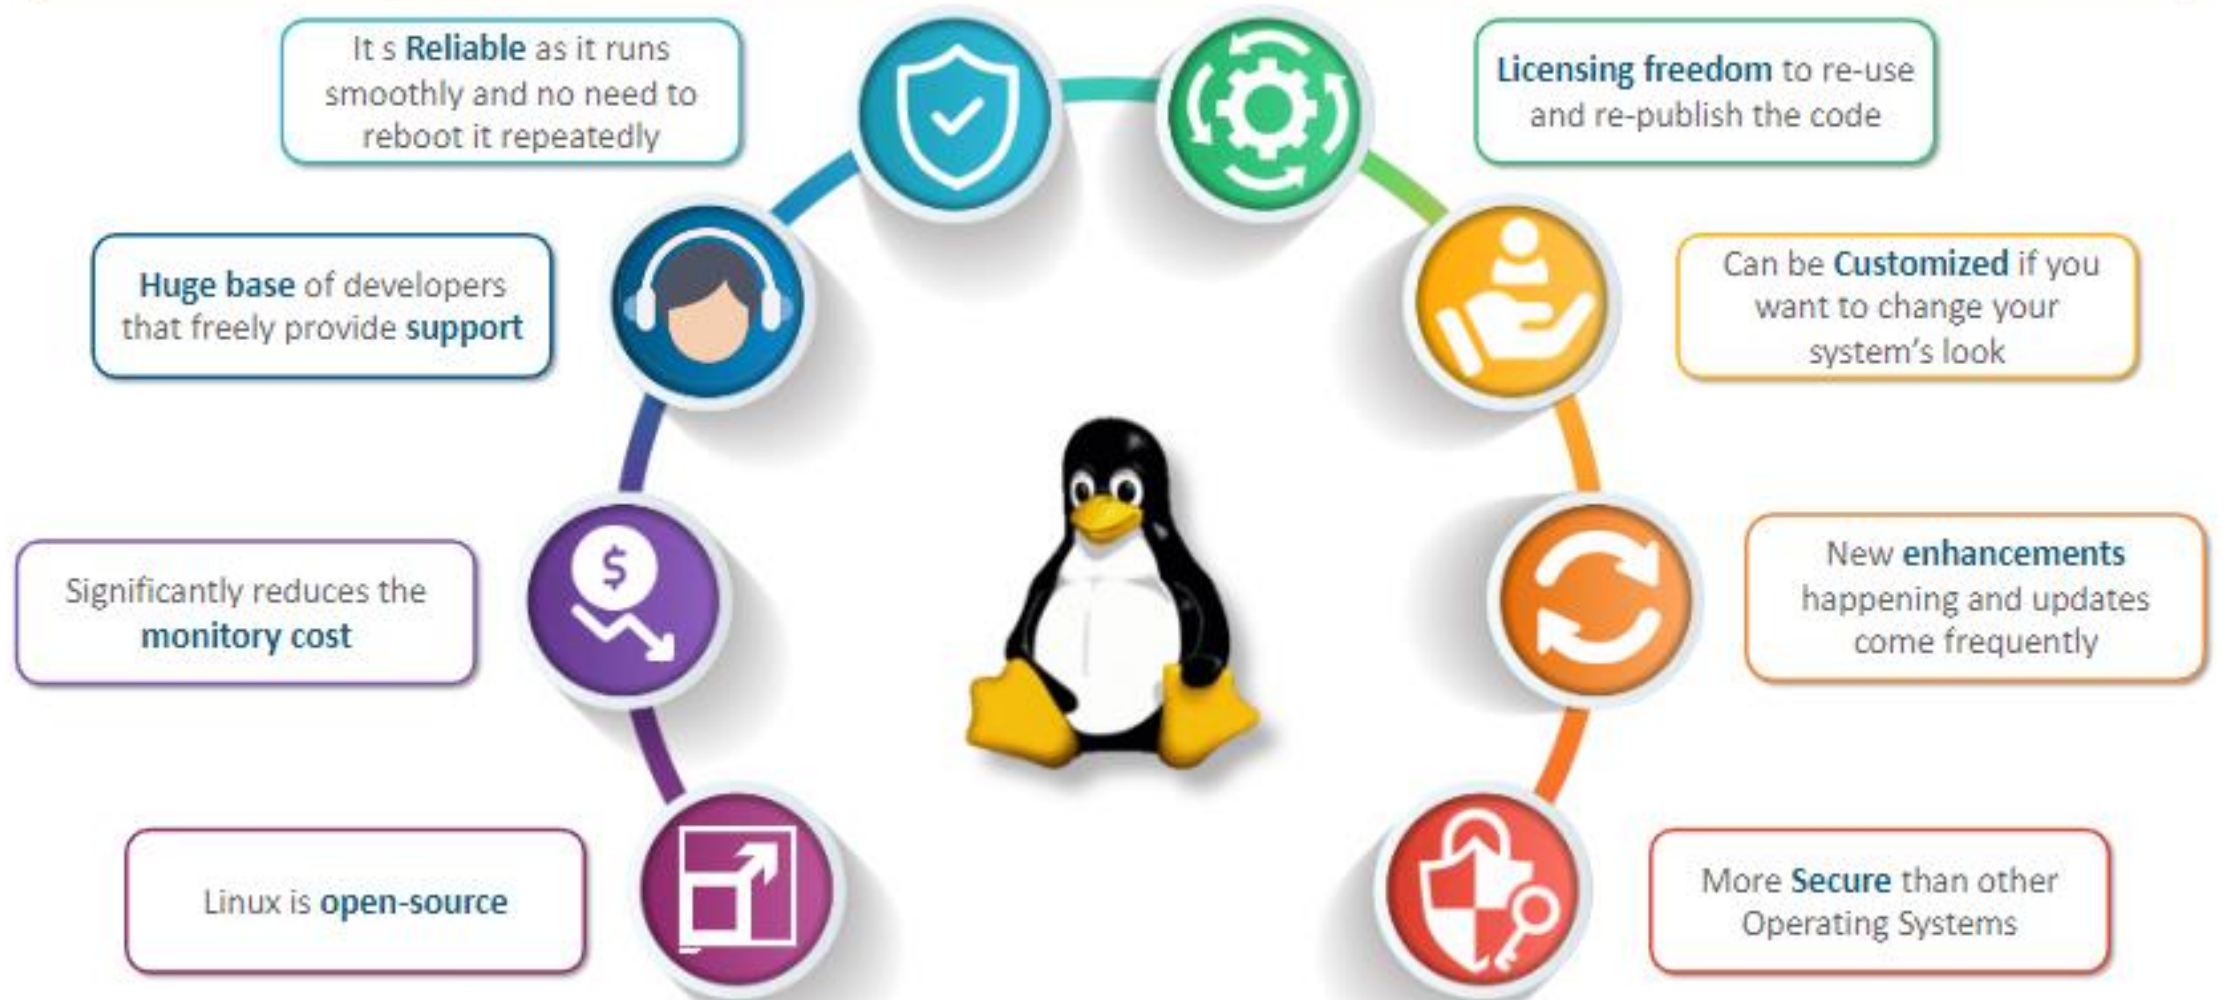 It s Reliable as it runs
smoothly and no need to
reboot it repeatedly
Licensing freedom to re-use
and re-publish the code
Huge base of developers
that freely provide support
Can be Customized if you
want to change your
system's look
Significantly reduces the
monitory cost
New enhancements
happening and updates
come frequently
Linux is open-source
More Secure than other
Operating Systems
$